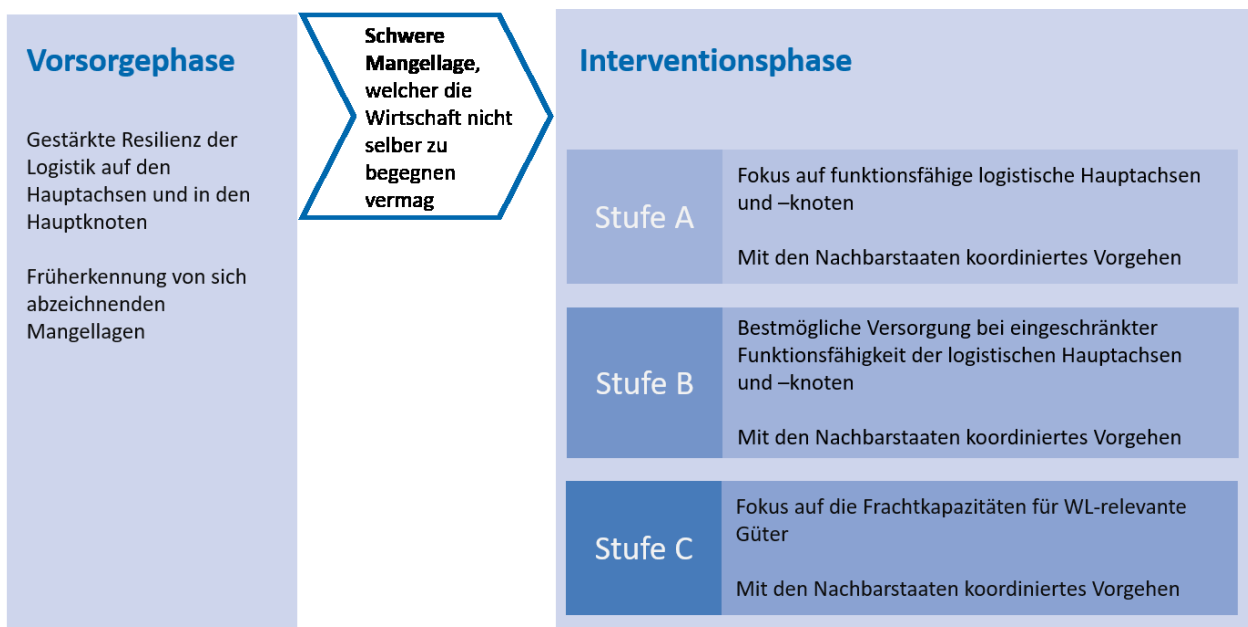 Vorsorgephase
Gestärkte Resilienz der
Logistik auf den
Hauptachsen und in den
Hauptknoten
Früherkennung von sich
abzeichnenden
Mangellagen
Schwere
Mangellage,
welcher die
Wirtschaft nicht
selber zu
begegnen
vermag
Interventionsphase
Stufe A
Fokus auf funktionsfähige logistische Hauptachsen
und –knoten
Mit den Nachbarstaaten koordiniertes Vorgehen
Stufe B
Bestmögliche Versorgung bei eingeschränkter
Funktionsfähigkeit der logistischen Hauptachsen
und –knoten
Mit den Nachbarstaaten koordiniertes Vorgehen
Stufe C
Fokus auf die Frachtkapazitäten für WL-relevante
Güter
Mit den Nachbarstaaten koordiniertes Vorgehen